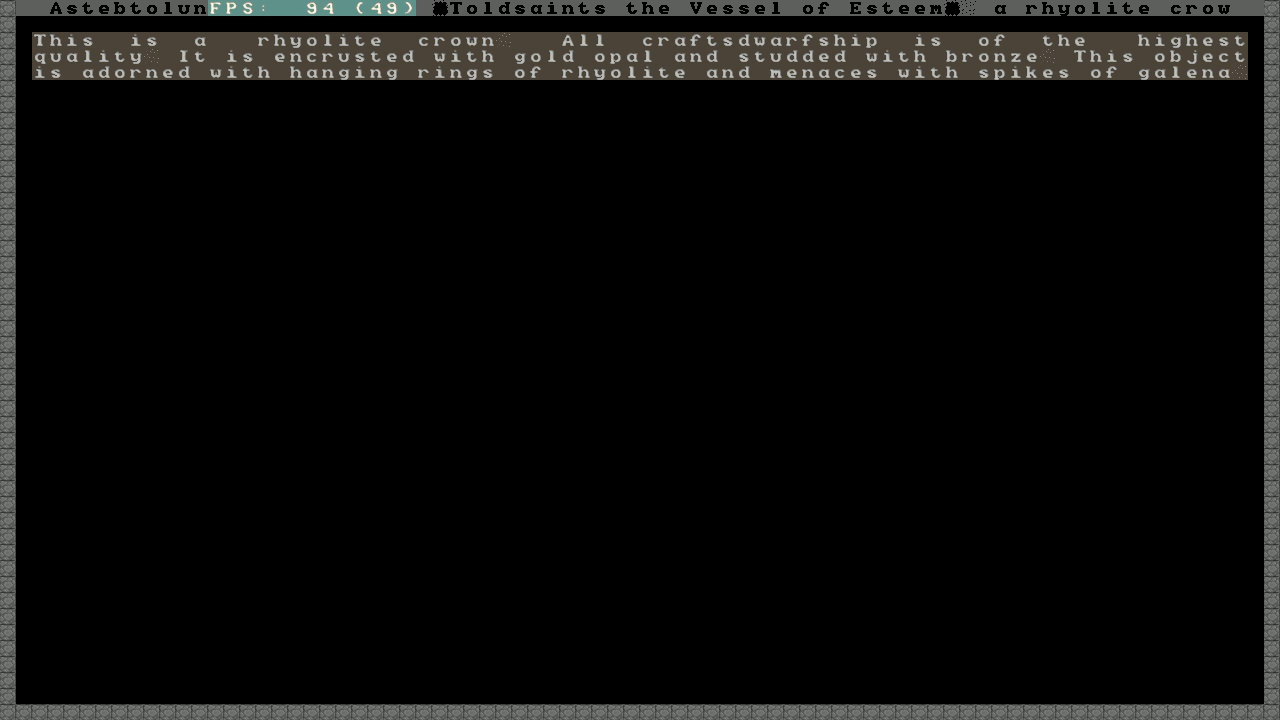 Astebtolun FPS: 94 (49) Toldsaints the Vessel of Esteem a rhyolite crow
This is a rhyolite crown All craftsdwarfship is of the highest
quality It is encrusted with gold opal and studded with bronze This object
is adorned with hanging rings of rhyolite and menaces with spikes of galena